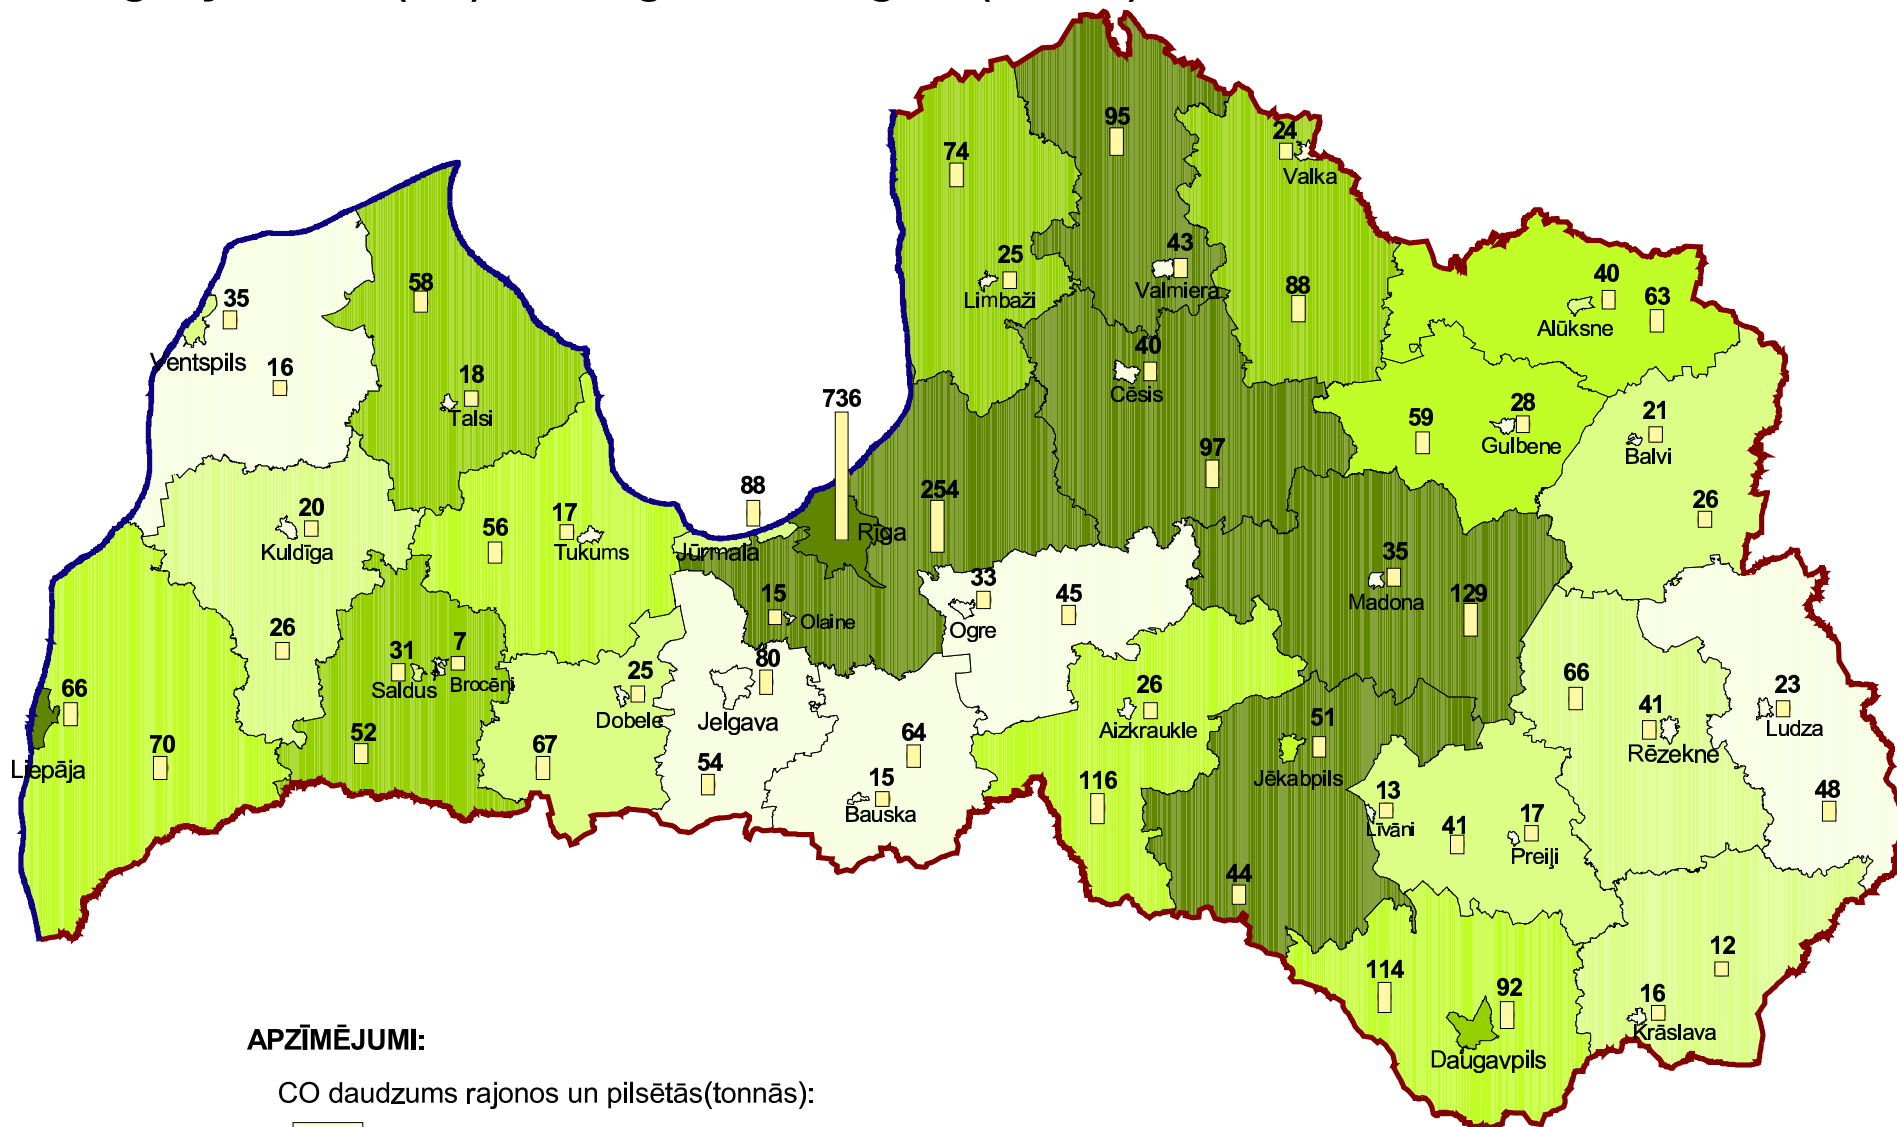 95
74
24
Valka
25
Limbaži
43
Valmiera
88
40
63
Alūksne
35
Ventspils
16
58
18
Talsi
40
Cēsis
97
59
28
Gulbene
21
Balvi
26
736
Rīga
254
88
Jūrmala
20
Kuldīga
26
56
17
Tukums
15
Olaine
33
Ogre
45
35
Madona
129
66
Liepāja
70
31
Saldus
7
Brocēni
52
25
Dobele
67
80
Jelgava
54
64
15
Bauska
26
Aizkraukle
116
51
Jēkabpils
44
13
Līvāni
41
17
Preiļi
66
41
Rēzekne
23
Ludza
48
114
92
Daugavpils
12
16
Krāslava
APZĪMĒJUMI:
CO daudzums rajonos un pilsētās(tonnās):